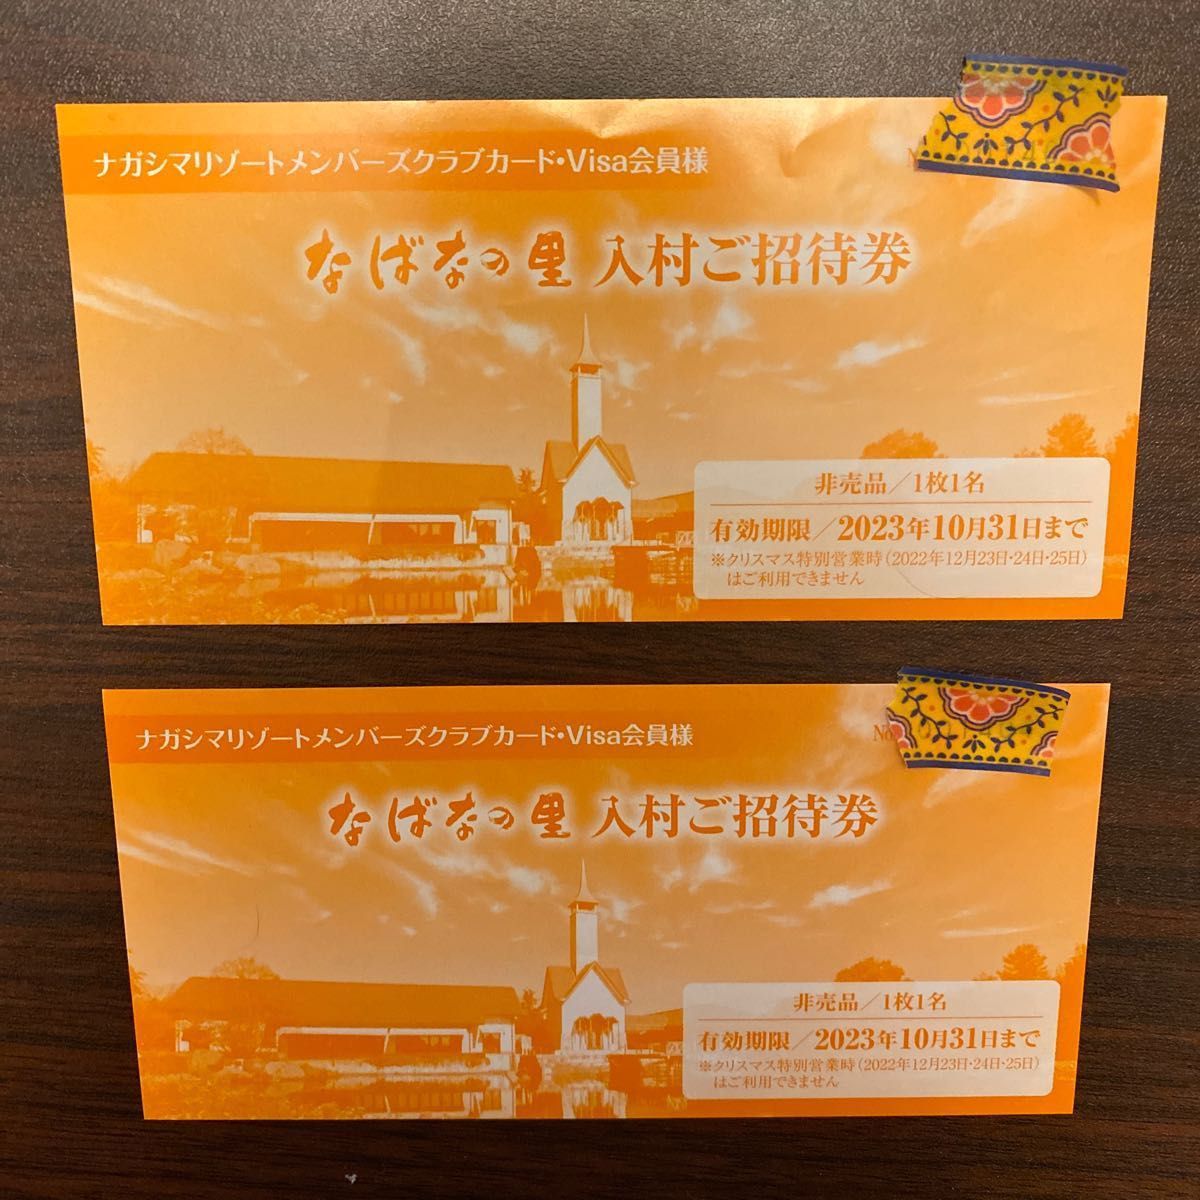 ナガシマリゾートメンバーズクラブカード・Visa会員様
なばなの里 入村ご招待券
非売品／1枚1名
有効期限／2023年10月31日まで
※クリスマス特別営業時（2022年12月23日・24日・25日）
はご利用できません
ナガシマリゾートメンバーズクラブカード・Visa会員様
No.
なばなの里 入村ご招待券
非売品／1枚1名
有効期限／2023年10月31日まで
※クリスマス特別営業時（2022年12月23日・24日・25日）
はご利用できません